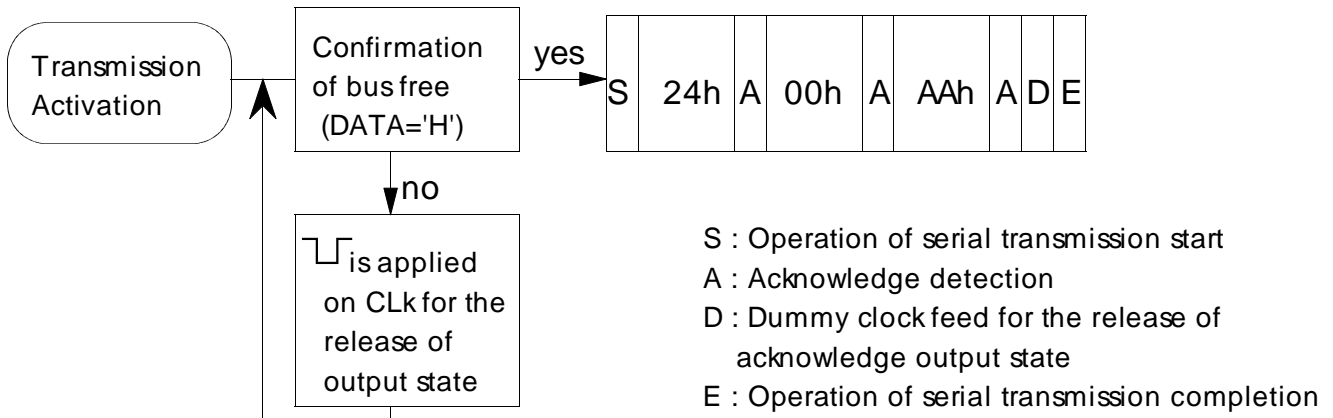 Transmission
Activation
Confirmation
of bus free
(DATA='H')
yes
S 24h A 00h A AAh A D E
no
is applied
on CLk for the
release of
output state
S : Operation of serial transmission start
A : Acknowledge detection
D : Dummy clock feed for the release of
acknowledge output state
E : Operation of serial transmission completion